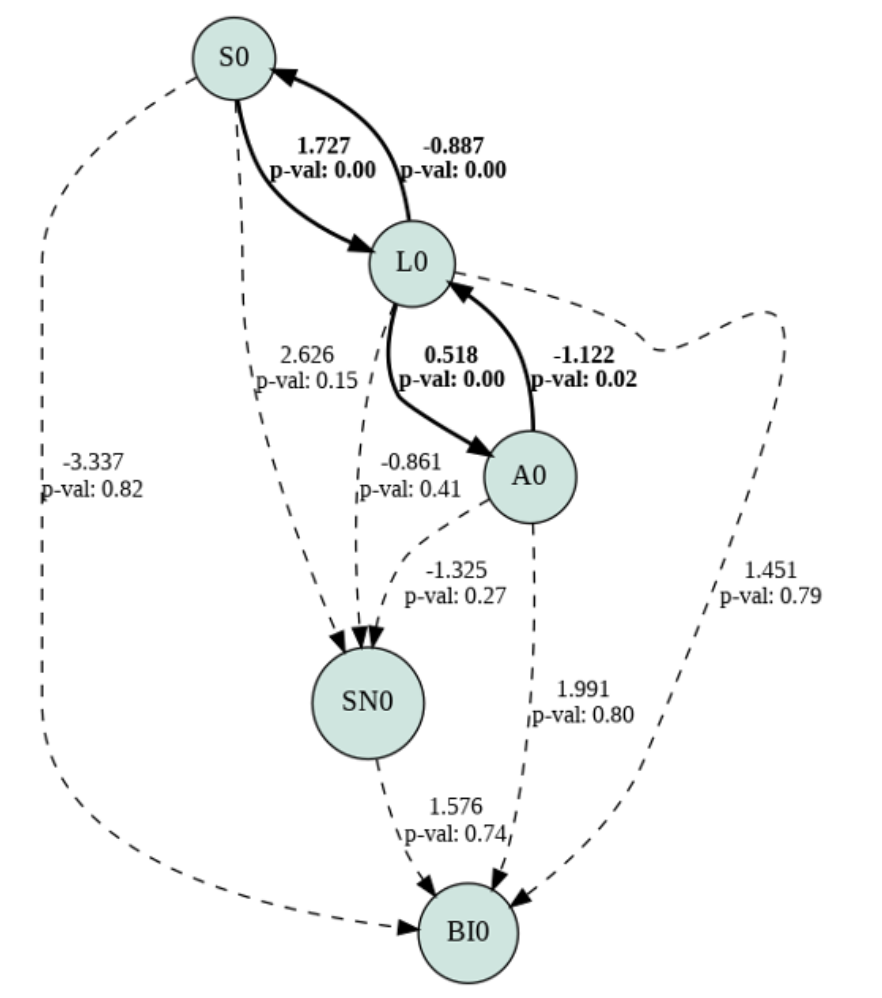 S0
1.727
p-val: 0.00
-0.887
p-val: 0.00
L0
2.626
p-val: 0.15
0.518
p-val: 0.00
-1.122
p-val: 0.02
-3.337
p-val: 0.82
-0.861
p-val: 0.41
A0
-1.325
p-val: 0.27
1.451
p-val: 0.79
SN0
1.991
p-val: 0.80
1.576
p-val: 0.74
BI0